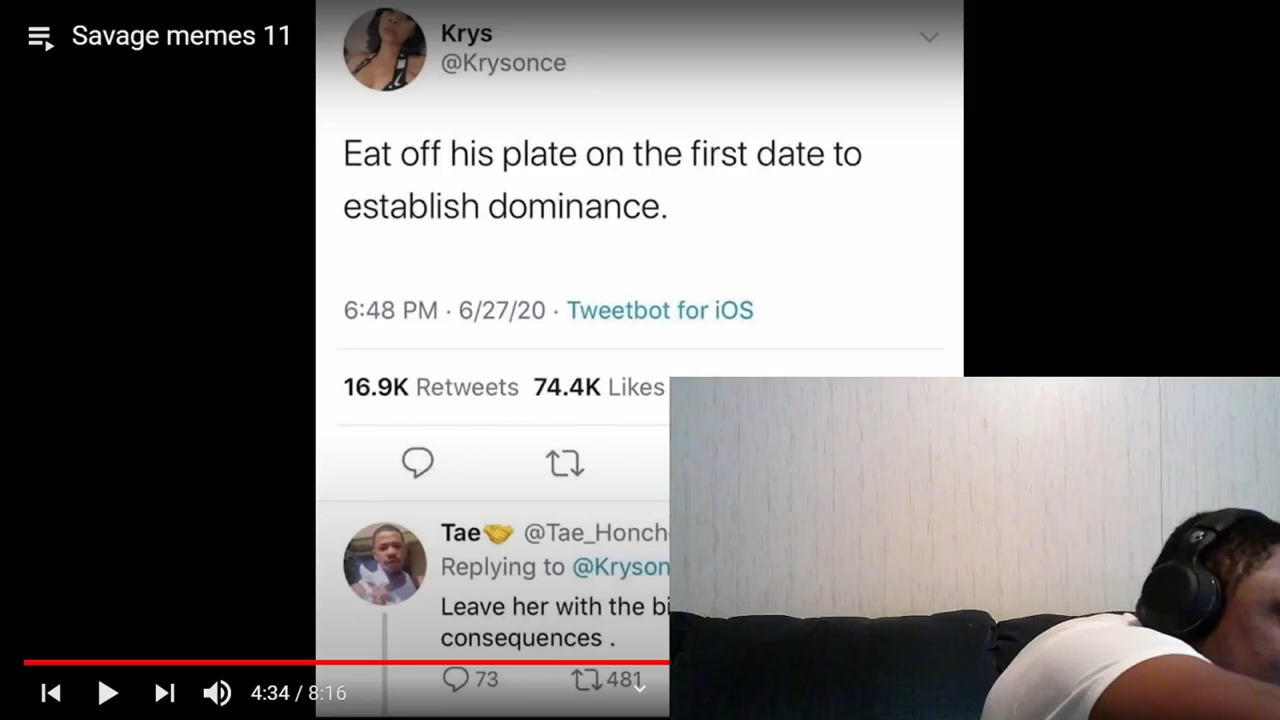 Savage memes 11
Krys
@Krysonce
Eat off his plate on the first date to
establish dominance.
6:48 PM · 6/27/20 · Tweetbot for iOS
16.9K Retweets 74.4K Likes
Tae🤝 @Tae_Honch
Replying to @Kryson
Leave her with the bi
consequences .
73 481
4:34 / 8:16